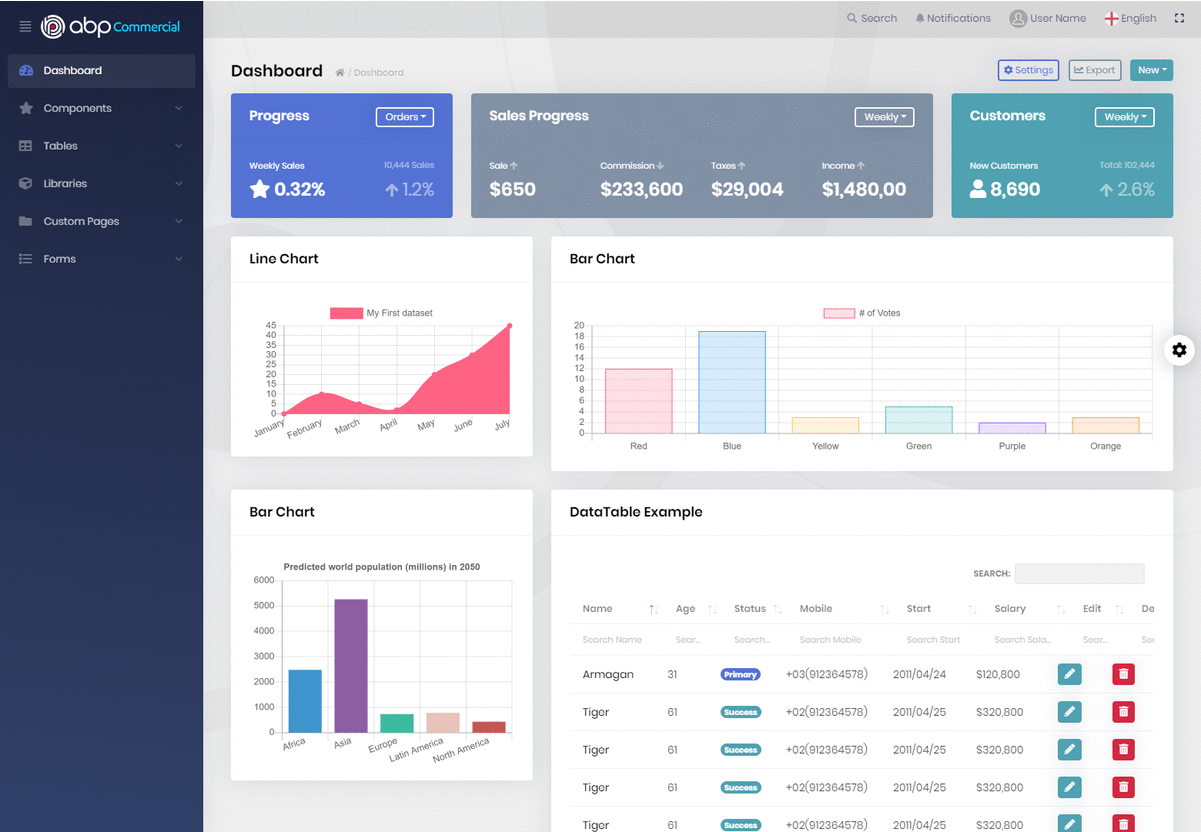 abp Commercial
Search
Notifications
User Name
English
Dashboard
Components
Tables
Libraries
Custom Pages
Forms
Dashboard
/ Dashboard
Settings
Export
New
Progress
Orders
Weekly Sales
10,444 Sales
0.32%
1.2%
Sales Progress
Weekly
Sale
Commission
Taxes
Income
$650
$233,600
$29,004
$1,480,00
Customers
Weekly
New Customers
Total: 102,444
8,690
2.6%
Line Chart
My First dataset
45
40
35
30
25
20
15
10
5
0
January
February
March
April
May
June
July
Bar Chart
# of Votes
20
18
16
14
12
10
8
6
4
2
0
Red
Blue
Yellow
Green
Purple
Orange
Bar Chart
Predicted world population (millions) in 2050
6000
5000
4000
3000
2000
1000
0
Africa
Asia
Europe
Latin America
North America
DataTable Example
SEARCH:
Name Age Status Mobile Start Salary Edit De
Search Name Sear... Search... Search Mobile Search Start Search Sala... Sear... Se
Armagan 31 Primary +03(912364578) 2011/04/24 $120,800
Tiger 61 Success +02(912364578) 2011/04/25 $320,800
Tiger 61 Success +02(912364578) 2011/04/25 $320,800
Tiger 61 Success +02(912364578) 2011/04/25 $320,800
Tiger 61 Success +02(912364578) 2011/04/25 $320,800